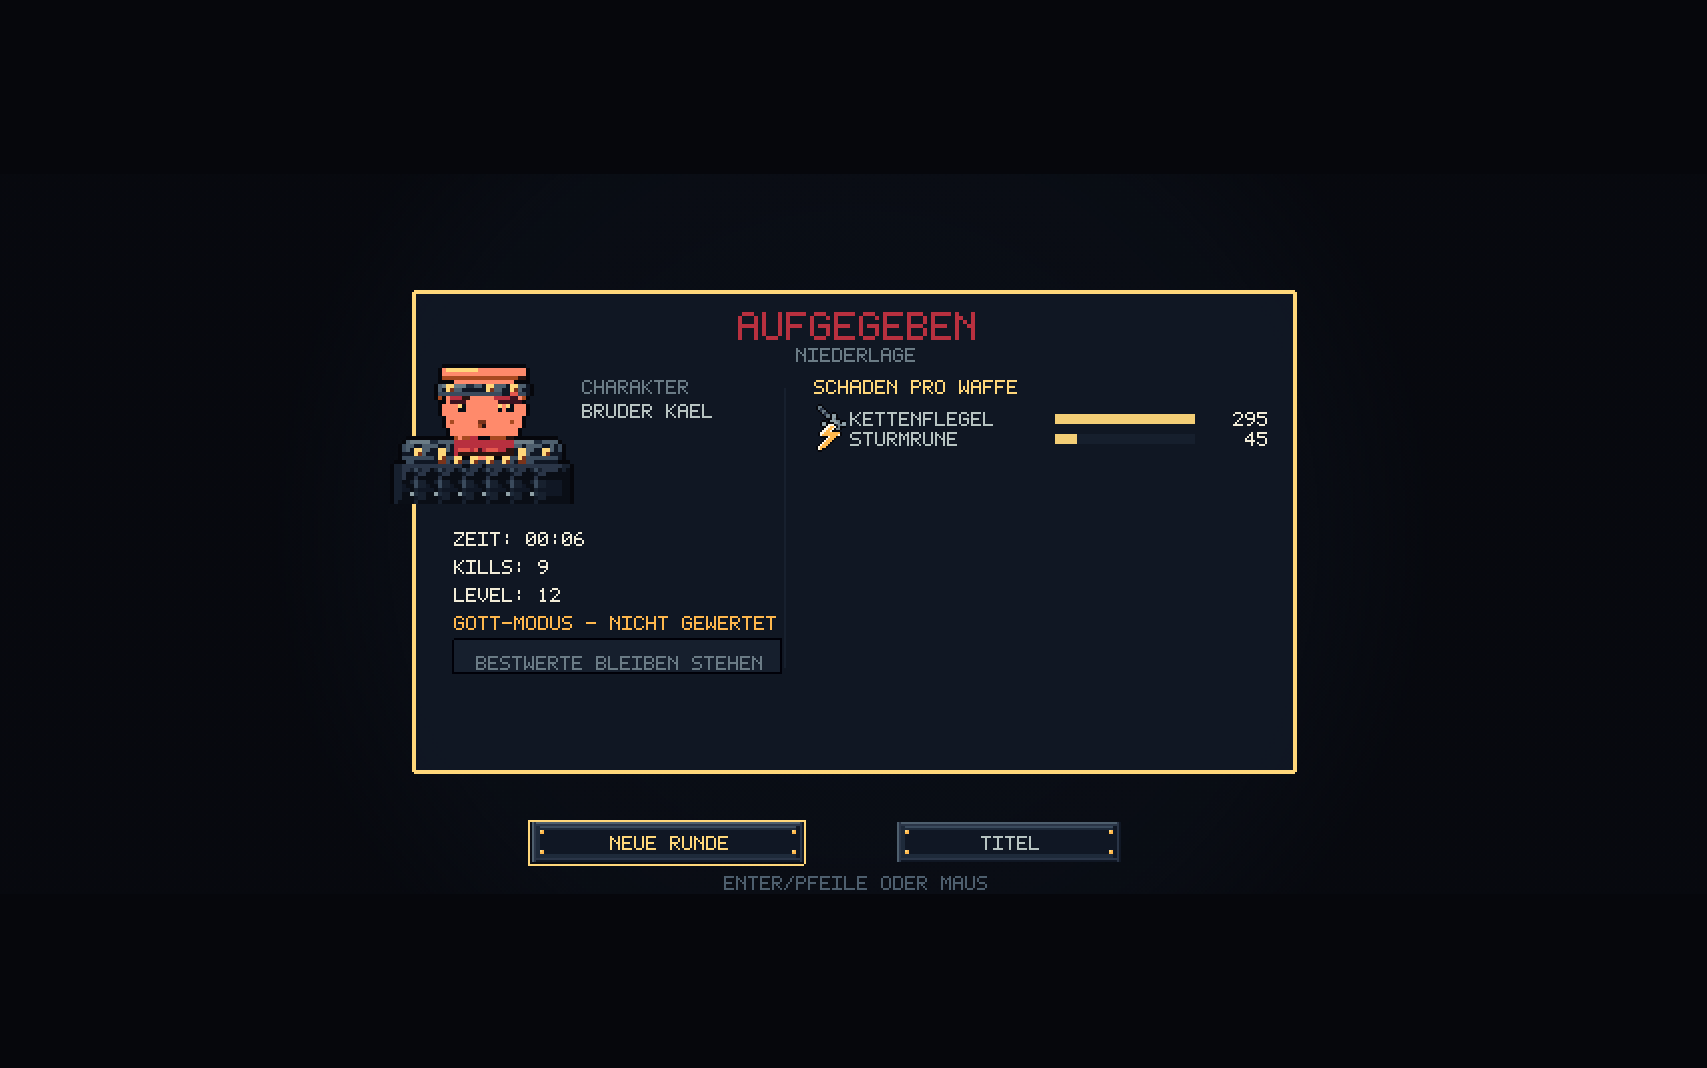 AUFGEGEBEN
NIEDERLAGE
CHARAKTER
BRUDER KAEL
ZEIT: 00:06
KILLS: 9
LEVEL: 12
GOTT-MODUS - NICHT GEWERTET
BESTWERTE BLEIBEN STEHEN
SCHADEN PRO WAFFE
KETTENFLEGEL 295
STURMRUNE 45
NEUE RUNDE
TITEL
ENTER/PFEILE ODER MAUS